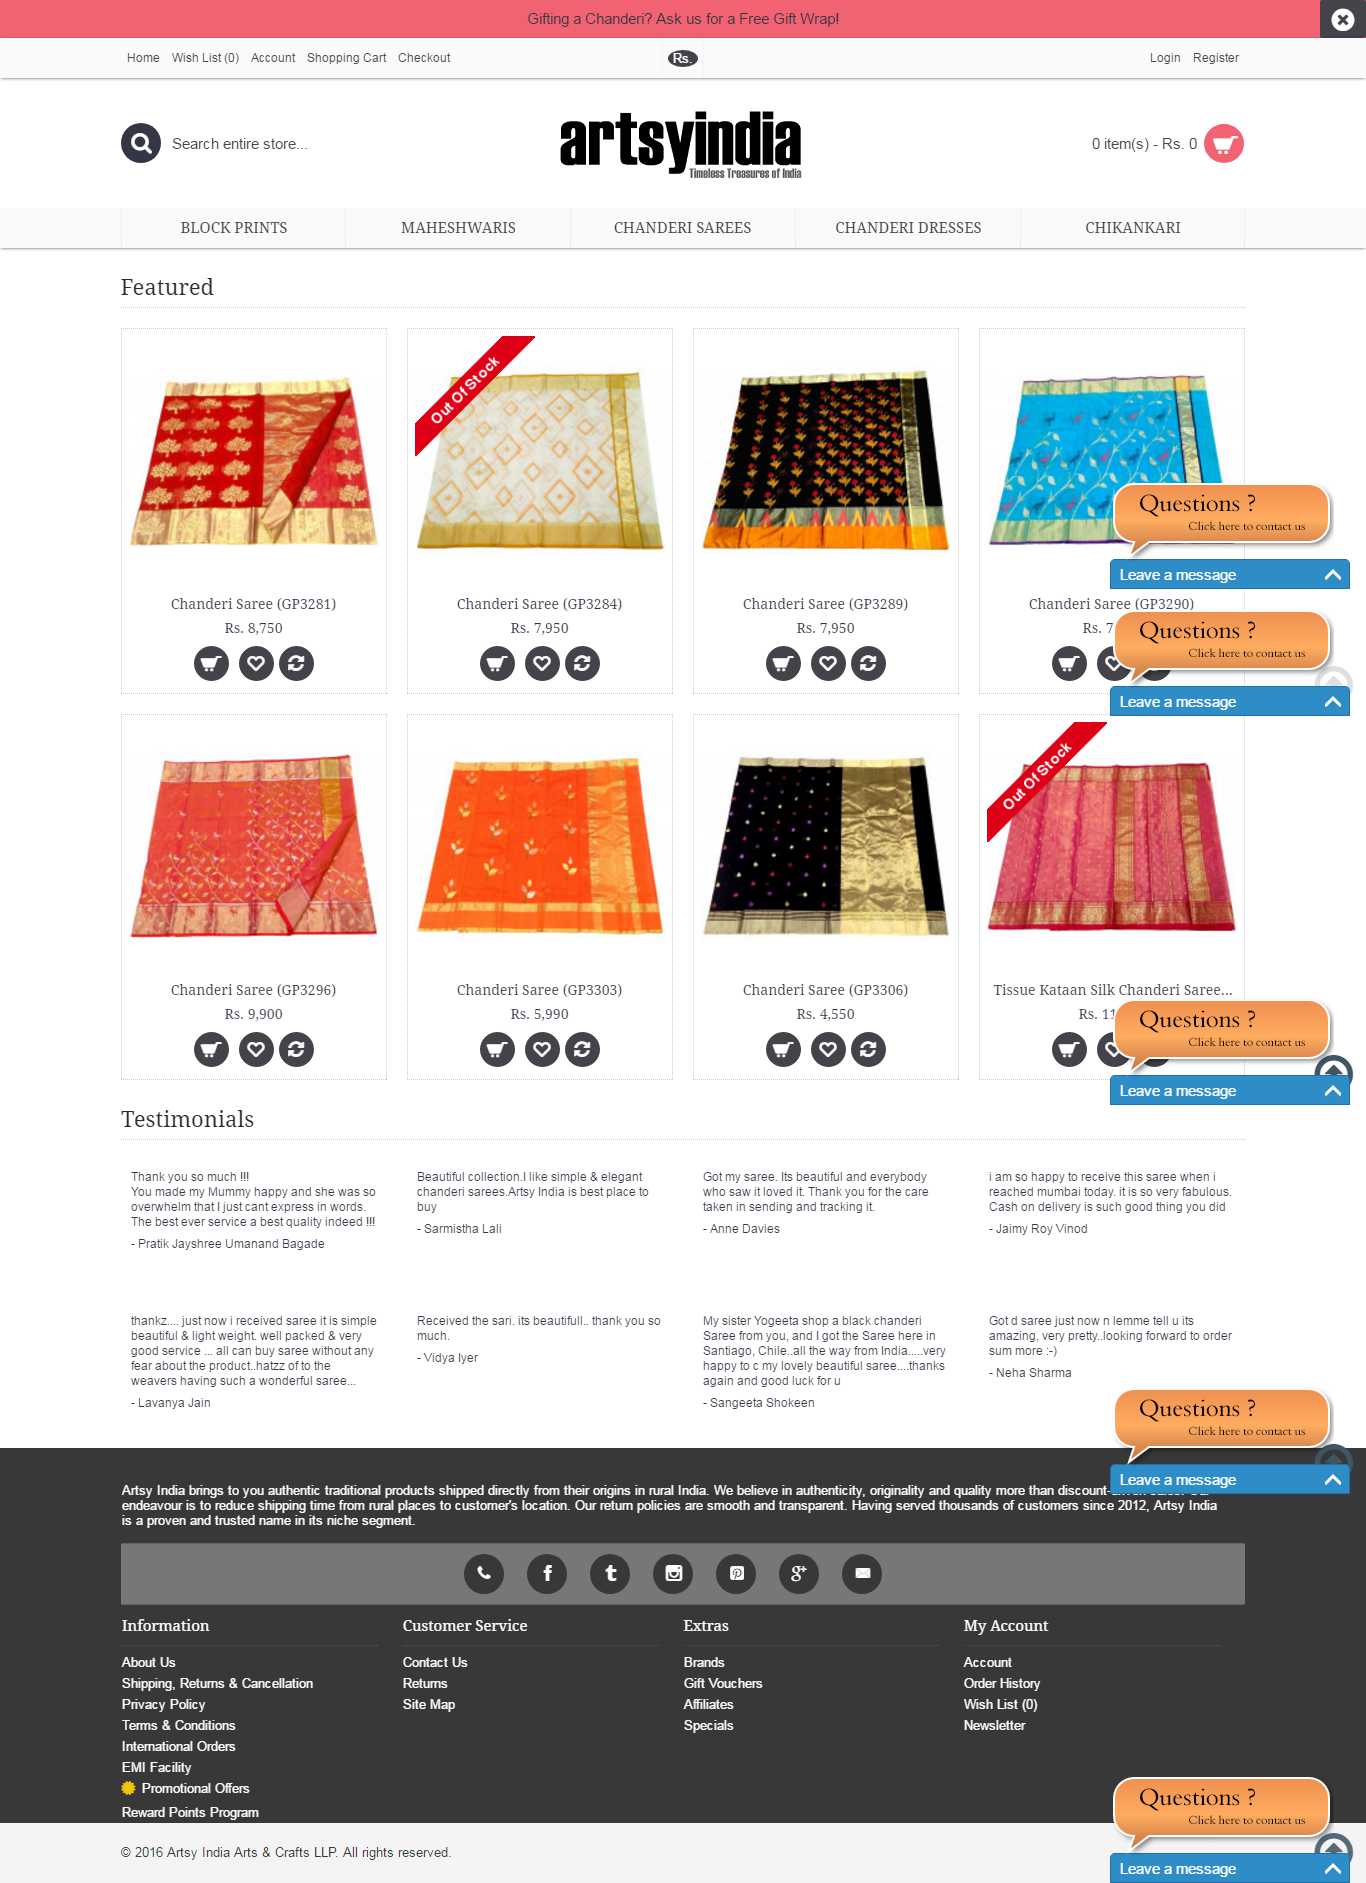 Gifting a Chanderi? Ask us for a Free Gift Wrap!
Home Wish List (0) Account Shopping Cart Checkout Rs. Login Register
Search entire store...
artsyindia
Timeless Treasures of India
0 item(s) - Rs. 0
BLOCK PRINTS MAHESHWARIS CHANDERI SAREES CHANDERI DRESSES CHIKANKARI
Featured
Out Of Stock
Questions ?
Click here to contact us
Leave a message
Chanderi Saree (GP3281) Chanderi Saree (GP3284) Chanderi Saree (GP3289) Chanderi Saree (GP3290)
Rs. 8,750 Rs. 7,950 Rs. 7,950 Rs. 7
Questions ?
Click here to contact us
Leave a message
Out Of Stock
Chanderi Saree (GP3296) Chanderi Saree (GP3303) Chanderi Saree (GP3306) Tissue Kataan Silk Chanderi Saree...
Rs. 9,900 Rs. 5,990 Rs. 4,550 Rs. 11
Questions ?
Click here to contact us
Leave a message
Testimonials
Thank you so much !!!
You made my Mummy happy and she was so
overwhelm that I just cant express in words.
The best ever service a best quality indeed !!!
- Pratik Jayshree Umanand Bagade
Beautiful collection.I like simple & elegant
chanderi sarees.Artsy India is best place to
buy
- Sarmistha Lali
Got my saree. Its beautiful and everybody
who saw it loved it. Thank you for the care
taken in sending and tracking it.
- Anne Davies
i am so happy to receive this saree when i
reached mumbai today. it is so very fabulous.
Cash on delivery is such good thing you did
- Jaimy Roy Vinod
thankz.... just now i received saree it is simple
beautiful & light weight. well packed & very
good service ... all can buy saree without any
fear about the product..hatzz of to the
weavers having such a wonderful saree...
- Lavanya Jain
Received the sari. its beautifull.. thank you so
much.
- Vidya Iyer
My sister Yogeeta shop a black chanderi
Saree from you, and I got the Saree here in
Santiago, Chile..all the way from India.....very
happy to c my lovely beautiful saree....thanks
again and good luck for u
- Sangeeta Shokeen
Got d saree just now n lemme tell u its
amazing, very pretty..looking forward to order
sum more :-)
- Neha Sharma
Questions ?
Click here to contact us
Leave a message
Artsy India brings to you authentic traditional products shipped directly from their origins in rural India. We believe in authenticity, originality and quality more than discount-
endeavour is to reduce shipping time from rural places to customer's location. Our return policies are smooth and transparent. Having served thousands of customers since 2012, Artsy India
is a proven and trusted name in its niche segment.
Information
About Us
Shipping, Returns & Cancellation
Privacy Policy
Terms & Conditions
International Orders
EMI Facility
Promotional Offers
Reward Points Program
Customer Service
Contact Us
Returns
Site Map
Extras
Brands
Gift Vouchers
Affiliates
Specials
My Account
Account
Order History
Wish List (0)
Newsletter
Questions ?
Click here to contact us
Leave a message
© 2016 Artsy India Arts & Crafts LLP. All rights reserved.